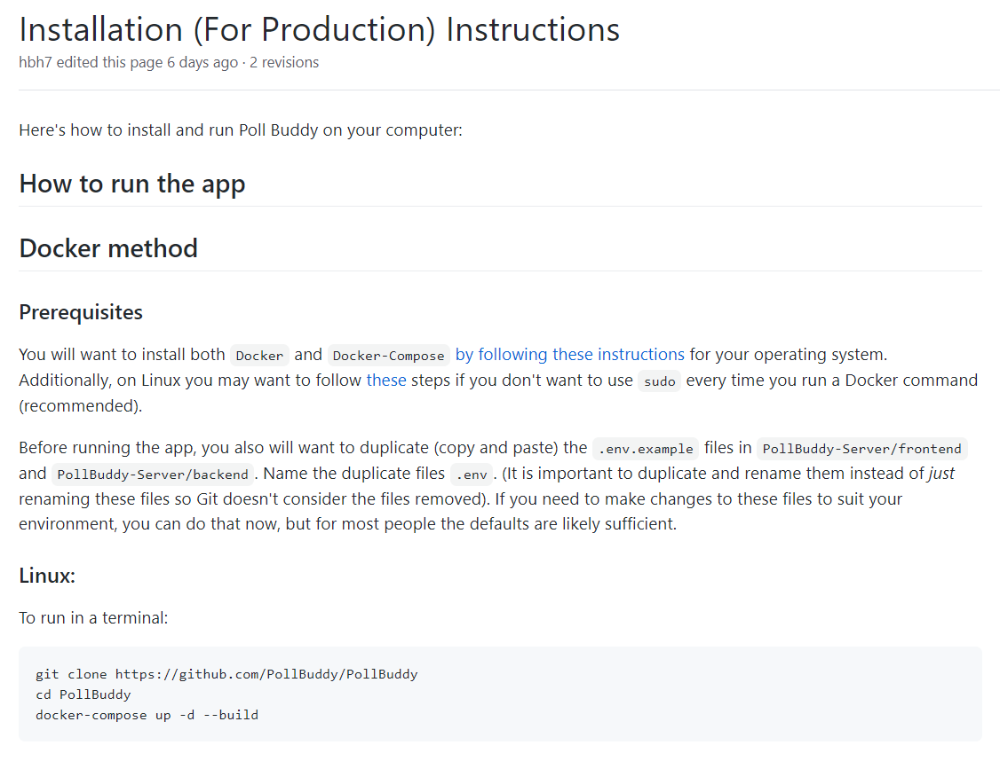 Installation (For Production) Instructions
hbh7 edited this page 6 days ago · 2 revisions
Here's how to install and run Poll Buddy on your computer:
How to run the app
Docker method
Prerequisites
You will want to install both Docker and Docker-Compose by following these instructions for your operating system.
Additionally, on Linux you may want to follow these steps if you don't want to use sudo every time you run a Docker command
(recommended).
Before running the app, you also will want to duplicate (copy and paste) the .env.example files in PollBuddy-Server/frontend
and PollBuddy-Server/backend. Name the duplicate files .env. (It is important to duplicate and rename them instead of just
renaming these files so Git doesn't consider the files removed). If you need to make changes to these files to suit your
environment, you can do that now, but for most people the defaults are likely sufficient.
Linux:
To run in a terminal:
git clone https://github.com/PollBuddy/PollBuddy
cd PollBuddy
docker-compose up -d --build